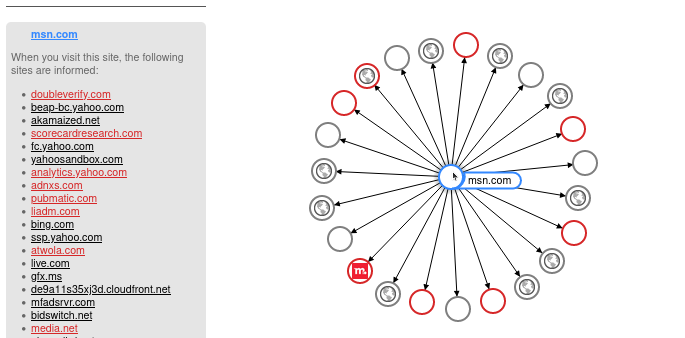 msn.com
When you visit this site, the following
sites are informed:
doubleverify.com
beap-bc.yahoo.com
akamaized.net
scorecardresearch.com
fc.yahoo.com
yahoosandbox.com
analytics.yahoo.com
adnxs.com
pubmatic.com
liadm.com
bing.com
ssp.yahoo.com
atwola.com
live.com
gfx.ms
de9a11s35xj3d.cloudfront.net
mfadsrvr.com
bidswitch.net
media.net
msn.com
m.